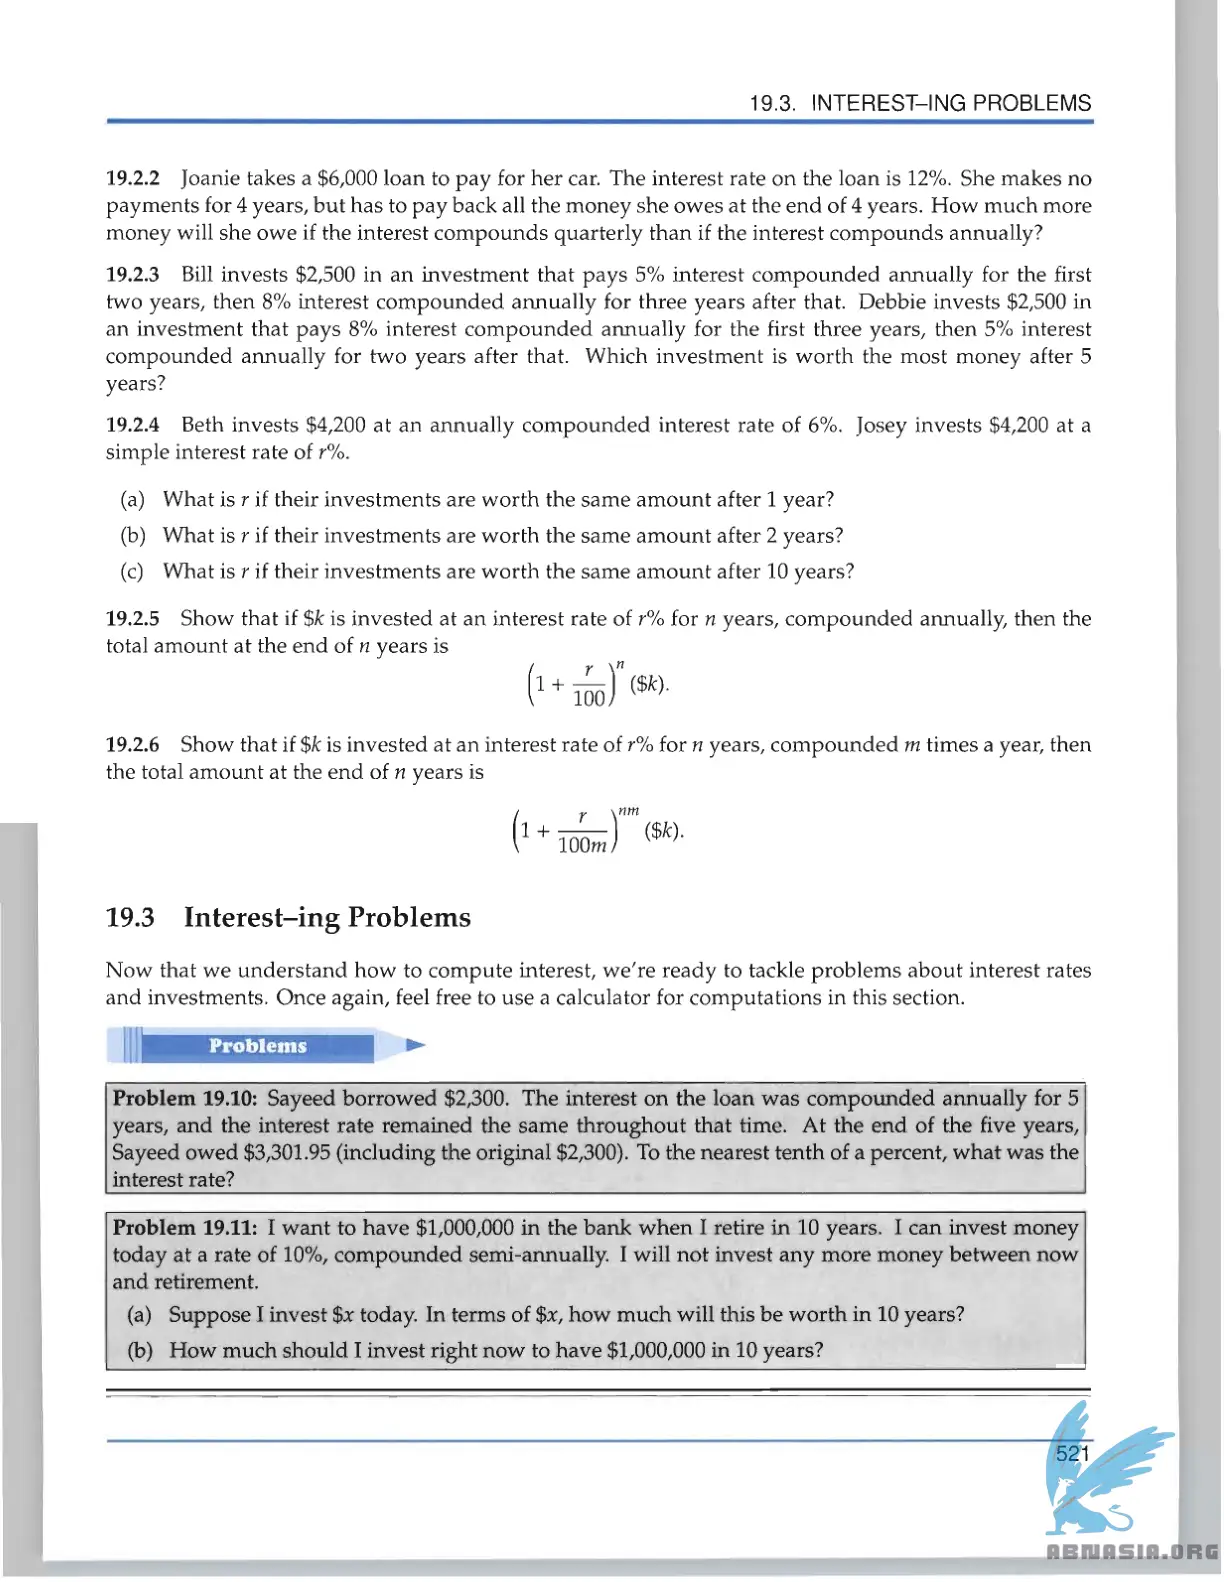 19.3. INTEREST–ING PROBLEMS
19.2.2 Joanie takes a $6,000 loan to pay for her car. The interest rate on the loan is 12%. She makes no
payments for 4 years, but has to pay back all the money she owes at the end of 4 years. How much more
money will she owe if the interest compounds quarterly than if the interest compounds annually?
19.2.3 Bill invests $2,500 in an investment that pays 5% interest compounded annually for the first
two years, then 8% interest compounded annually for three years after that. Debbie invests $2,500 in
an investment that pays 8% interest compounded annually for the first three years, then 5% interest
compounded annually for two years after that. Which investment is worth the most money after 5
years?
19.2.4 Beth invests $4,200 at an annually compounded interest rate of 6%. Josey invests $4,200 at a
simple interest rate of r%.
(a) What is r if their investments are worth the same amount after 1 year?
(b) What is r if their investments are worth the same amount after 2 years?
(c) What is r if their investments are worth the same amount after 10 years?
19.2.5 Show that if $k is invested at an interest rate of r% for n years, compounded annually, then the
total amount at the end of n years is
(1 + r/100)^n ($k).
19.2.6 Show that if $k is invested at an interest rate of r% for n years, compounded m times a year, then
the total amount at the end of n years is
(1 + r/100m)^nm ($k).
19.3 Interest–ing Problems
Now that we understand how to compute interest, we're ready to tackle problems about interest rates
and investments. Once again, feel free to use a calculator for computations in this section.
Problems
Problem 19.10: Sayeed borrowed $2,300. The interest on the loan was compounded annually for 5
years, and the interest rate remained the same throughout that time. At the end of the five years,
Sayeed owed $3,301.95 (including the original $2,300). To the nearest tenth of a percent, what was the
interest rate?
Problem 19.11: I want to have $1,000,000 in the bank when I retire in 10 years. I can invest money
today at a rate of 10%, compounded semi-annually. I will not invest any more money between now
and retirement.
(a) Suppose I invest $x today. In terms of $x, how much will this be worth in 10 years?
(b) How much should I invest right now to have $1,000,000 in 10 years?
521
ABNASIA.ORG